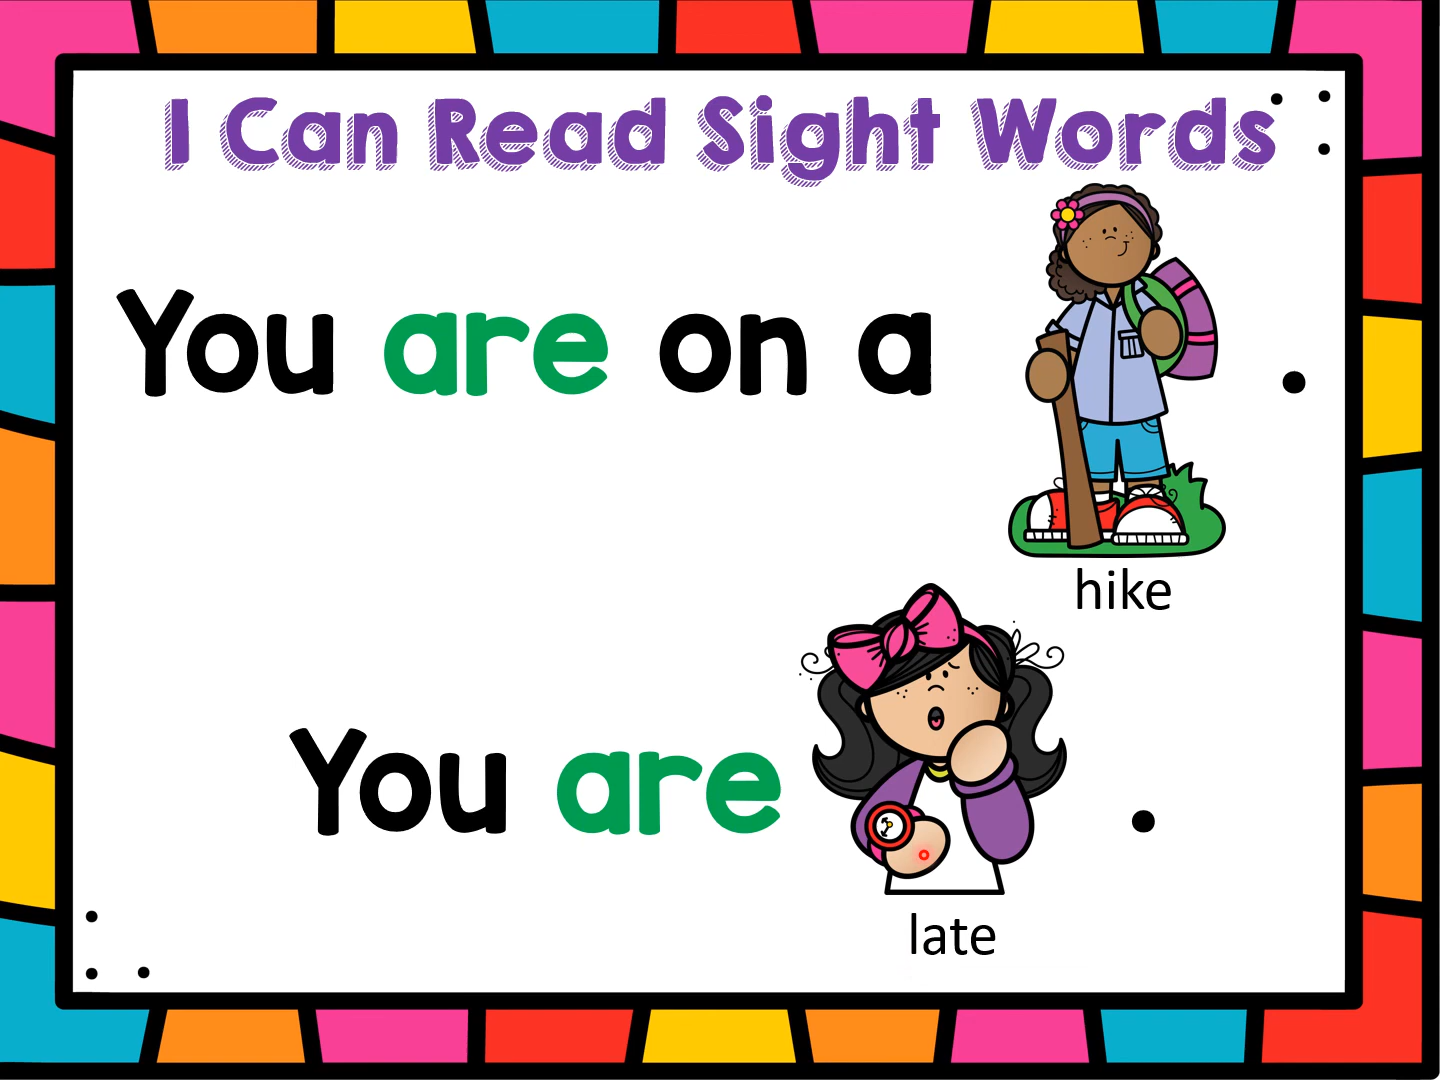 I Can Read Sight Words
You are on a .
hike
You are .
late